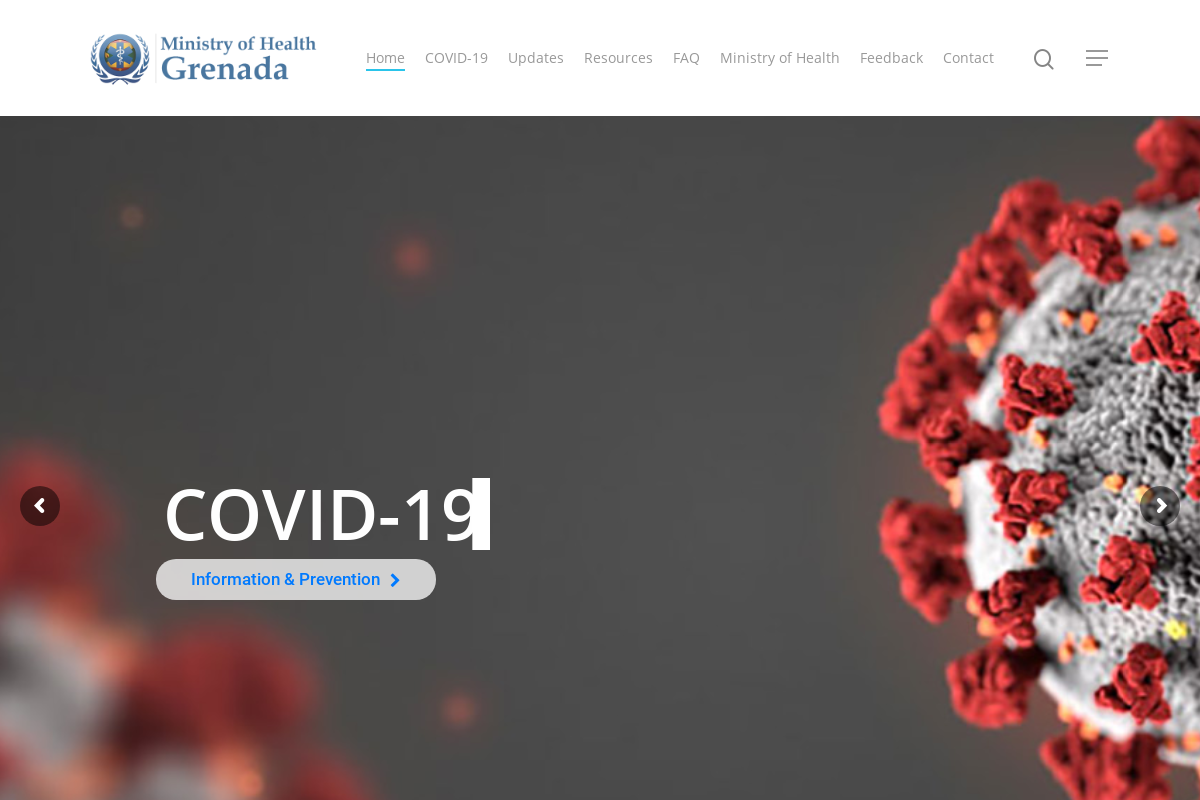 Ministry of Health
Grenada
Home COVID-19 Updates Resources FAQ Ministry of Health Feedback Contact
COVID-19
Information & Prevention